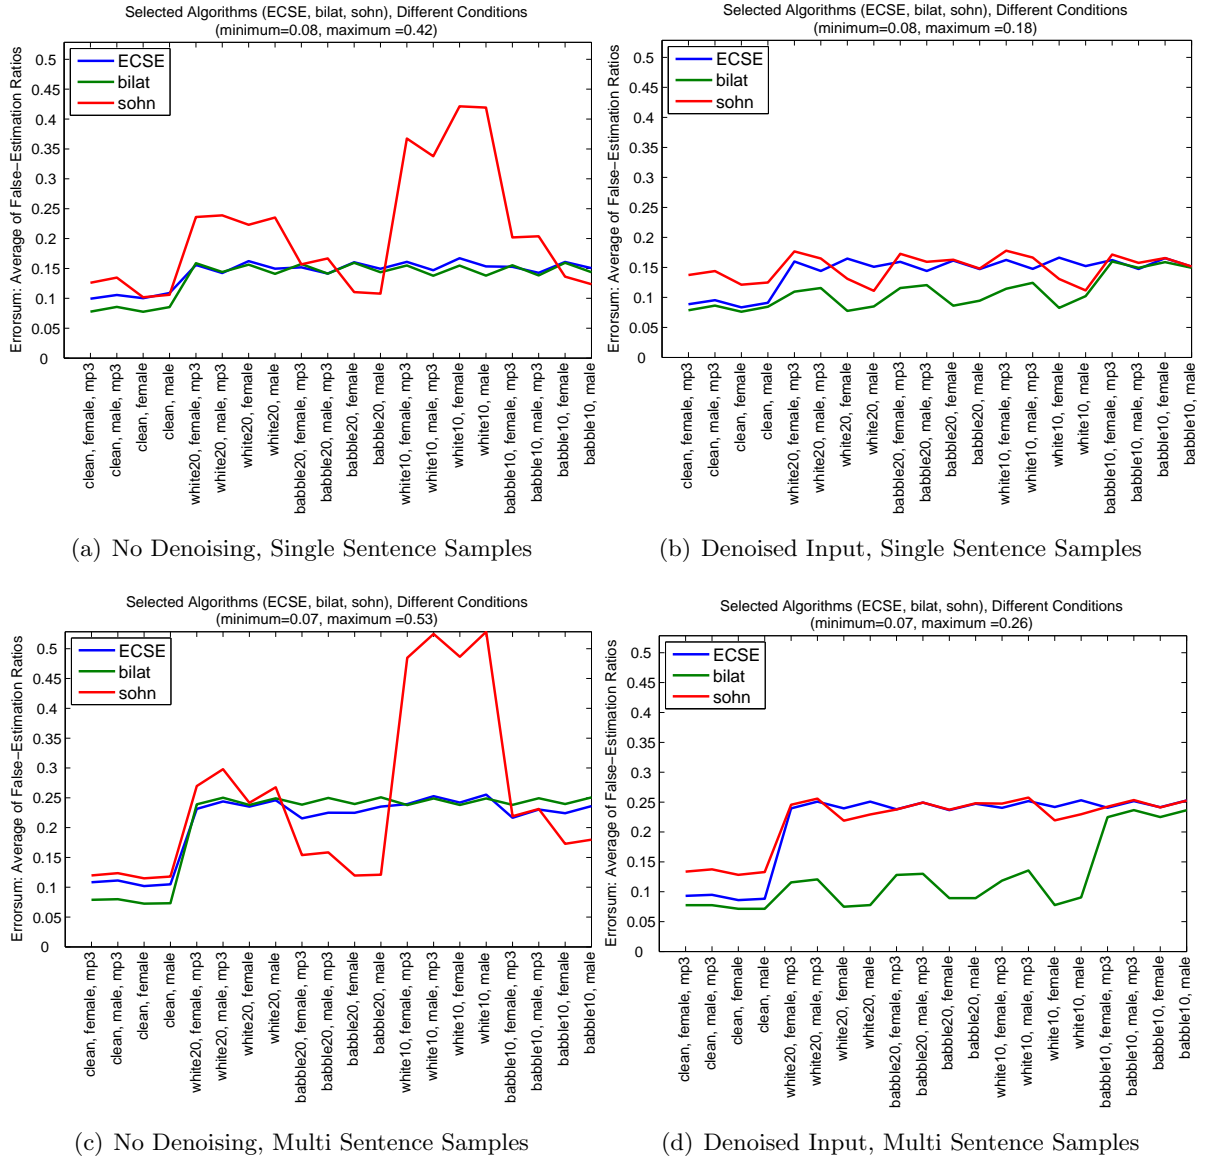 Selected Algorithms (ECSE, bilat, sohn), Different Conditions
(minimum=0.08, maximum =0.42)
Errorsum: Average of False−Estimation Ratios
0.5
0.45
0.4
0.35
0.3
0.25
0.2
0.15
0.1
0.05
0
ECSE
bilat
sohn
clean, female, mp3
clean, male, mp3
clean, female
clean, male
white20, female, mp3
white20, male, mp3
white20, female
white20, male
babble20, female, mp3
babble20, male, mp3
babble20, female
babble20, male
white10, female, mp3
white10, male, mp3
white10, female
white10, male
babble10, female, mp3
babble10, male, mp3
babble10, female
babble10, male
(a) No Denoising, Single Sentence Samples
Selected Algorithms (ECSE, bilat, sohn), Different Conditions
(minimum=0.08, maximum =0.18)
Errorsum: Average of False−Estimation Ratios
0.5
0.45
0.4
0.35
0.3
0.25
0.2
0.15
0.1
0.05
0
ECSE
bilat
sohn
clean, female, mp3
clean, male, mp3
clean, female
clean, male
white20, female, mp3
white20, male, mp3
white20, female
white20, male
babble20, female, mp3
babble20, male, mp3
babble20, female
babble20, male
white10, female, mp3
white10, male, mp3
white10, female
white10, male
babble10, female, mp3
babble10, male, mp3
babble10, female
babble10, male
(b) Denoised Input, Single Sentence Samples
Selected Algorithms (ECSE, bilat, sohn), Different Conditions
(minimum=0.07, maximum =0.53)
Errorsum: Average of False−Estimation Ratios
0.5
0.45
0.4
0.35
0.3
0.25
0.2
0.15
0.1
0.05
0
ECSE
bilat
sohn
clean, female, mp3
clean, male, mp3
clean, female
clean, male
white20, female, mp3
white20, male, mp3
white20, female
white20, male
babble20, female, mp3
babble20, male, mp3
babble20, female
babble20, male
white10, female, mp3
white10, male, mp3
white10, female
white10, male
babble10, female, mp3
babble10, male, mp3
babble10, female
babble10, male
(c) No Denoising, Multi Sentence Samples
Selected Algorithms (ECSE, bilat, sohn), Different Conditions
(minimum=0.07, maximum =0.26)
Errorsum: Average of False−Estimation Ratios
0.5
0.45
0.4
0.35
0.3
0.25
0.2
0.15
0.1
0.05
0
ECSE
bilat
sohn
clean, female, mp3
clean, male, mp3
clean, female
clean, male
white20, female, mp3
white20, male, mp3
white20, female
white20, male
babble20, female, mp3
babble20, male, mp3
babble20, female
babble20, male
white10, female, mp3
white10, male, mp3
white10, female
white10, male
babble10, female, mp3
babble10, male, mp3
babble10, female
babble10, male
(d) Denoised Input, Multi Sentence Samples